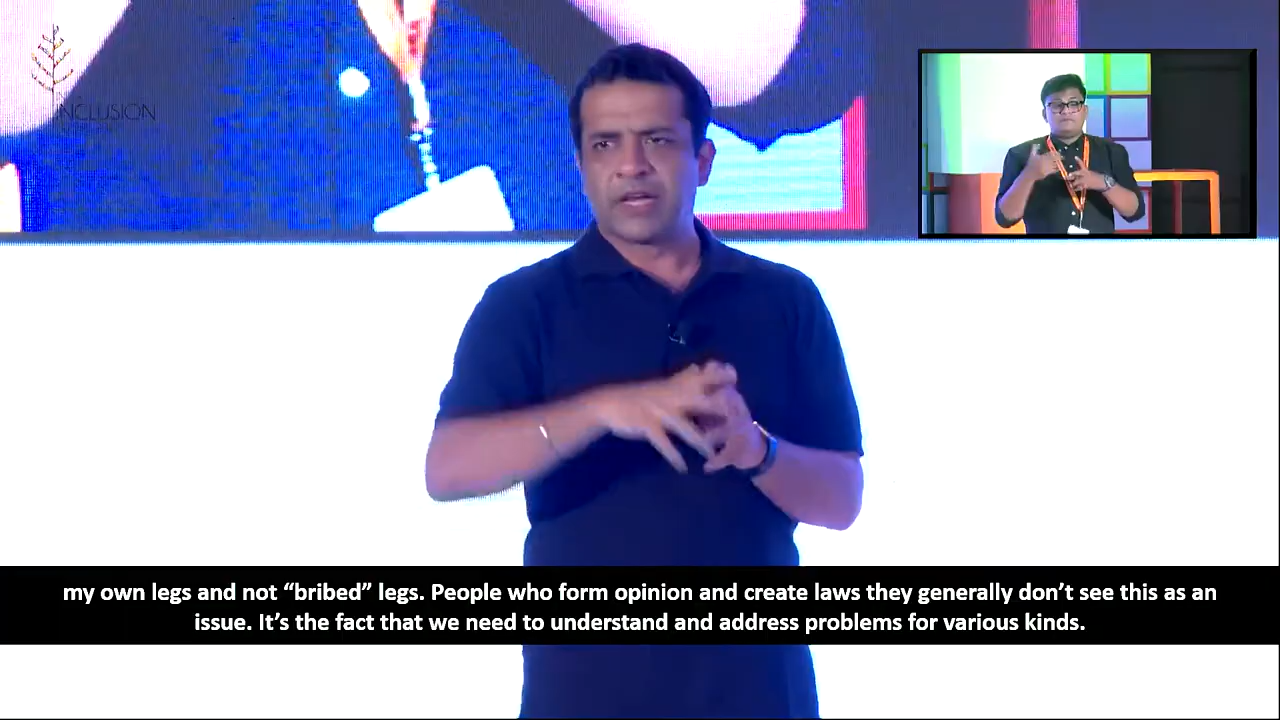 INCLUSION
my own legs and not “bribed” legs. People who form opinion and create laws they generally don’t see this as an
issue. It’s the fact that we need to understand and address problems for various kinds.